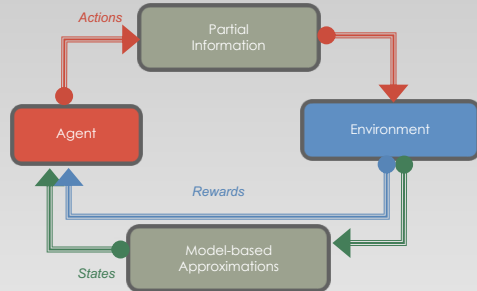 Actions
Partial
Information
Agent
Environment
Rewards
Model-based
Approximations
States